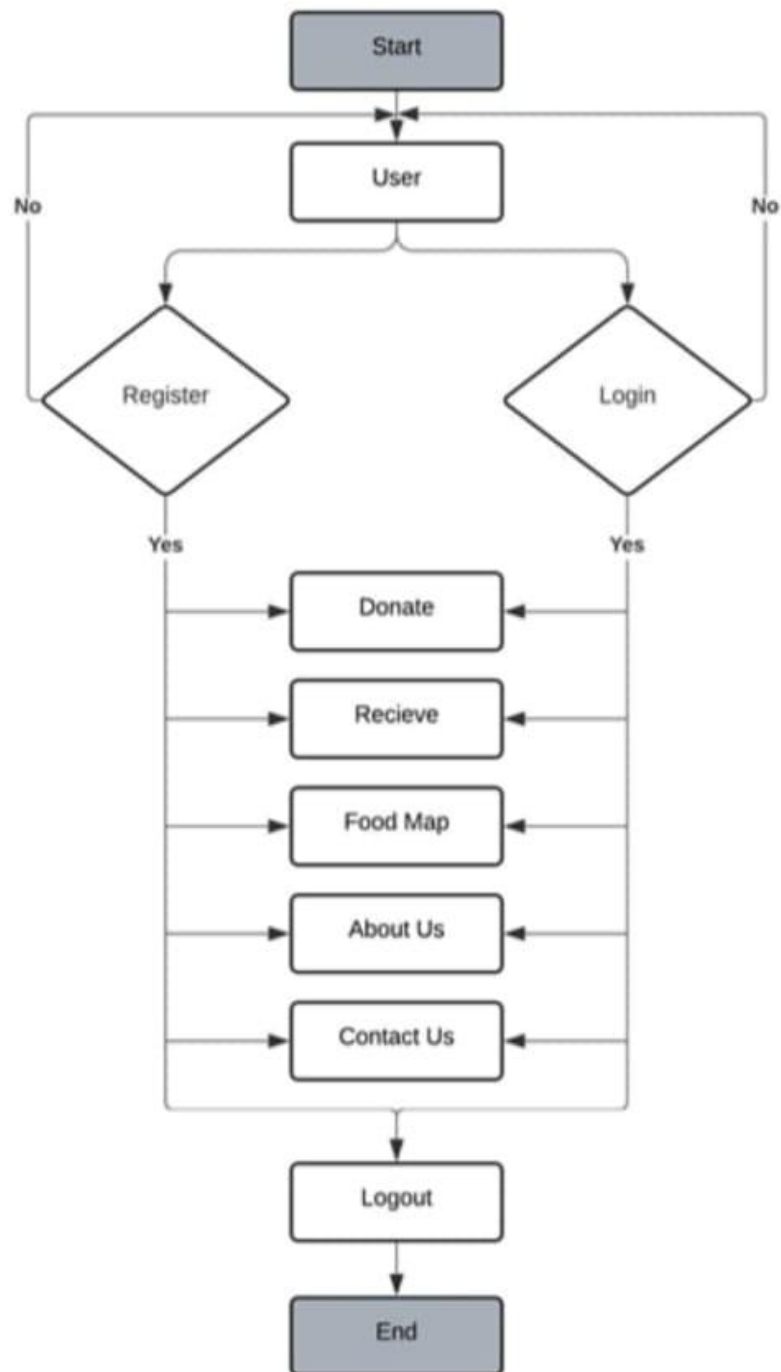 Start
User
No
No
Register
Login
Yes
Yes
Donate
Recieve
Food Map
About Us
Contact Us
Logout
End